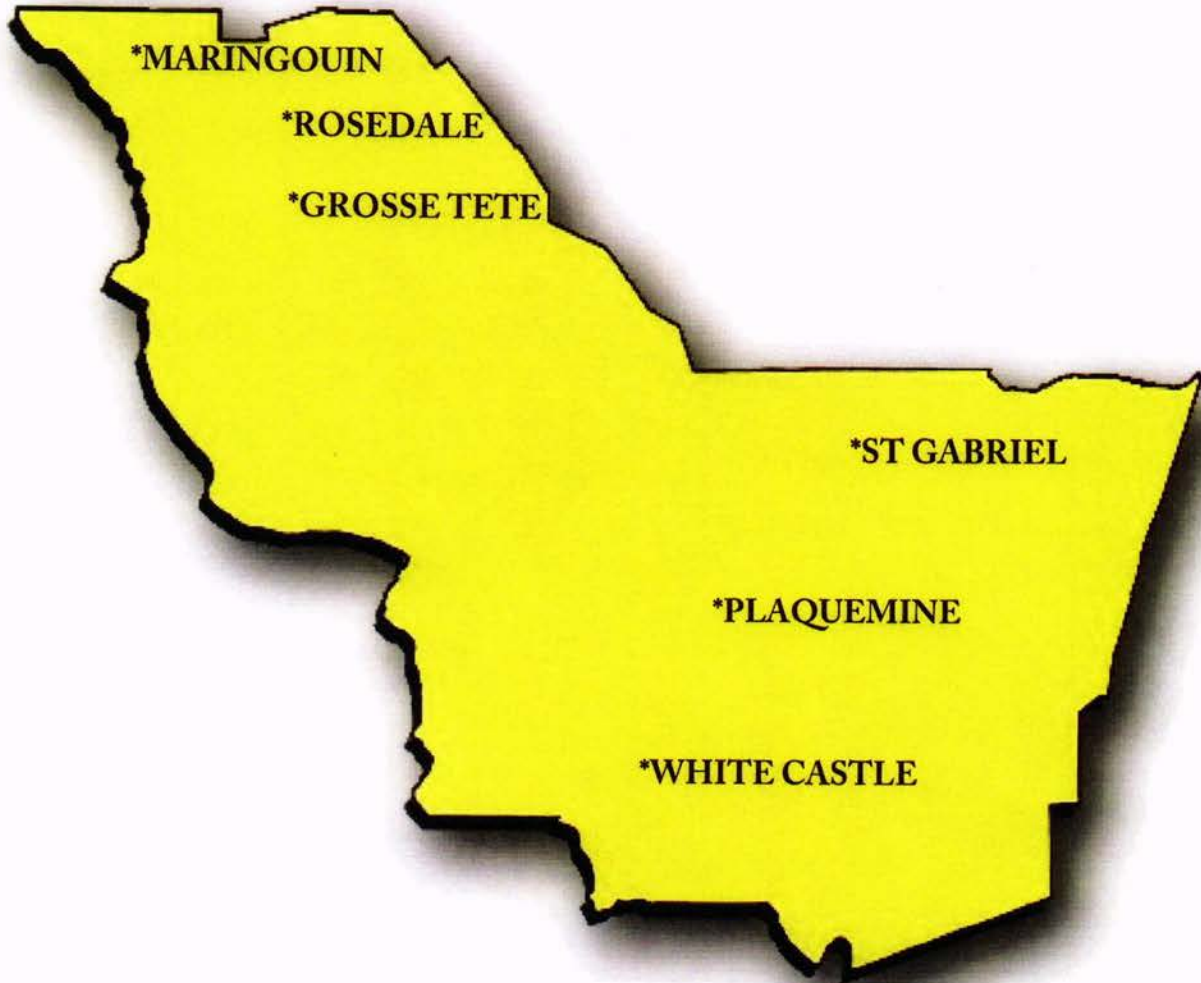 *MARINGOUIN
*ROSEDALE
*GROSSE TETE
*ST GABRIEL
*PLAQUEMINE
*WHITE CASTLE